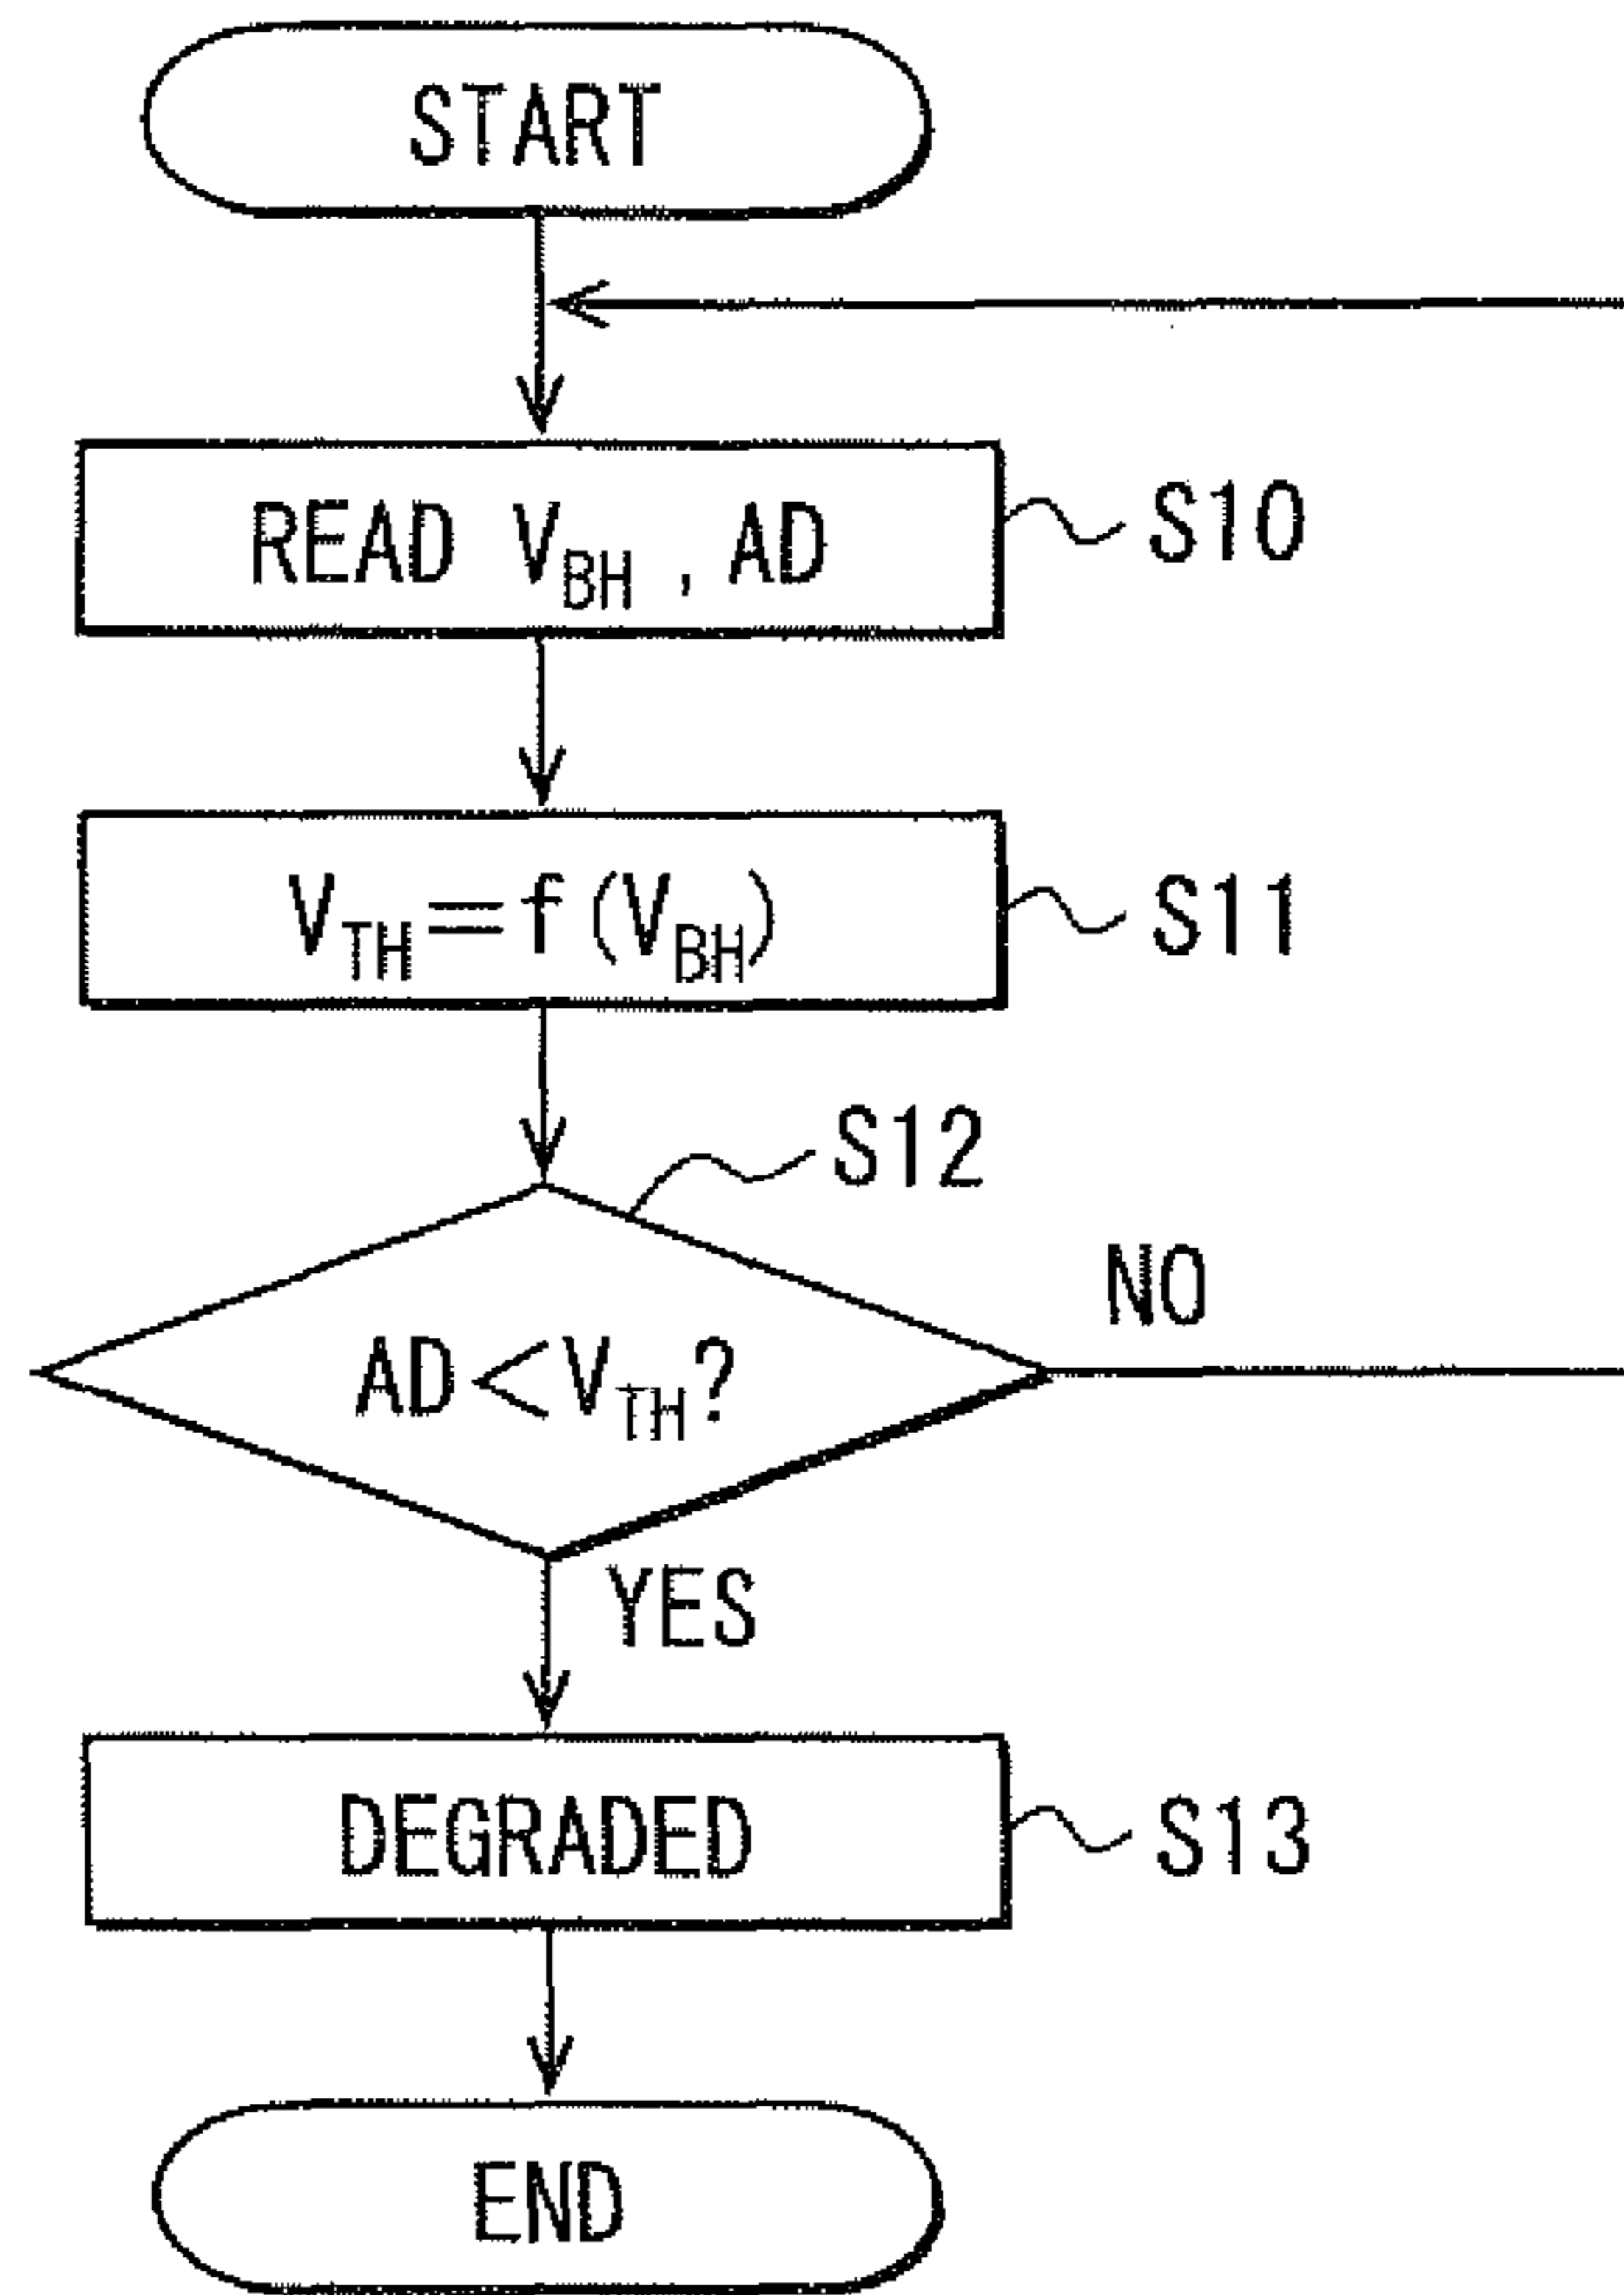 START
READ V_BH , AD
S10
V_TH=f(V_BH)
S11
S12
AD<V_TH?
NO
YES
DEGRADED
S13
END